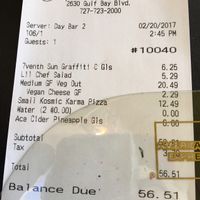 2630 Gulf Bay Blvd.
727-723-2000
Server: Day Bar 2 02/20/2017
106/1 2:45 PM
Guests: 1
#10040
7venth Sun Graffiti C Gls 6.25
L11 Chef Salad 5.29
Medium GF Veg Out 20.49
Vegan Cheese GF 2.29
Small Kosmic Karma Pizza 12.49
Water (2 @0.00) 0.00
Ace Cider Pineapple Gls
Subtotal
Tax
Total 56.51
Balance Due 56.51